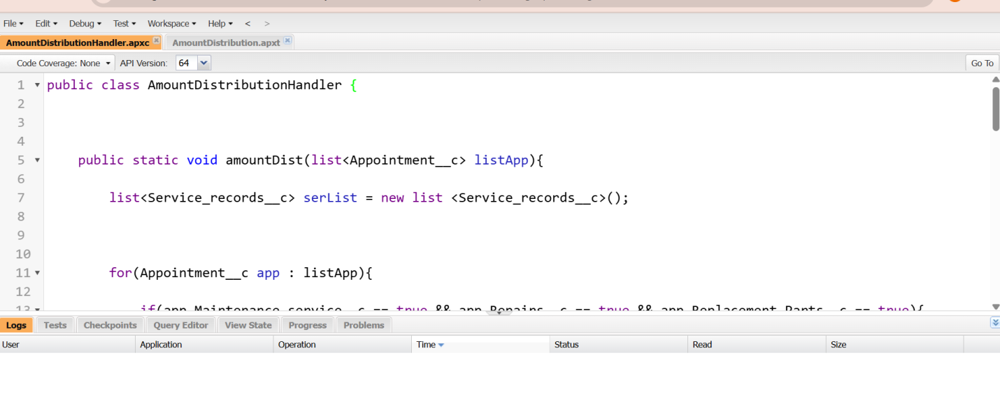 File Edit Debug Test Workspace Help < >
AmountDistributionHandler.apxc AmountDistribution.apxt
Code Coverage: None API Version: 64 Go To
1 public class AmountDistributionHandler {
2
3
4
5 public static void amountDist(list<Appointment__c> listApp){
6
7 list<Service_records__c> serList = new list <Service_records__c>();
8
9
10
11 for(Appointment__c app : listApp){
12
13 if(app.Maintenance_service__c == true && app.Repairs__c == true && app.Replacement_Parts__c == true){
Logs Tests Checkpoints Query Editor View State Progress Problems
User Application Operation Time Status Read Size